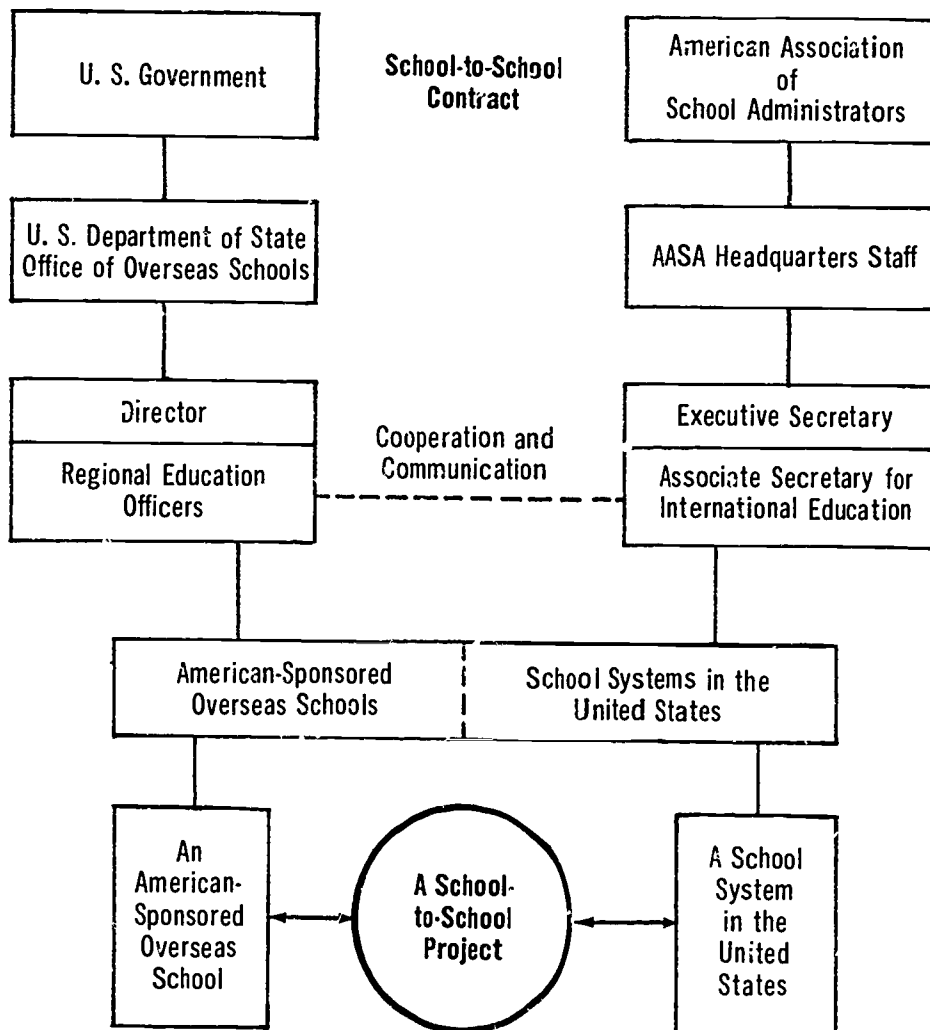 U. S. Government
School-to-School
Contract
American Association
of
School Administrators
U. S. Department of State
Office of Overseas Schools
AASA Headquarters Staff
Director
Regional Education
Officers
Cooperation and
Communication
Executive Secretary
Associate Secretary for
International Education
American-Sponsored
Overseas Schools
School Systems in the
United States
An
American-
Sponsored
Overseas
School
A School-
to-School
Project
A School
System
in the
United
States